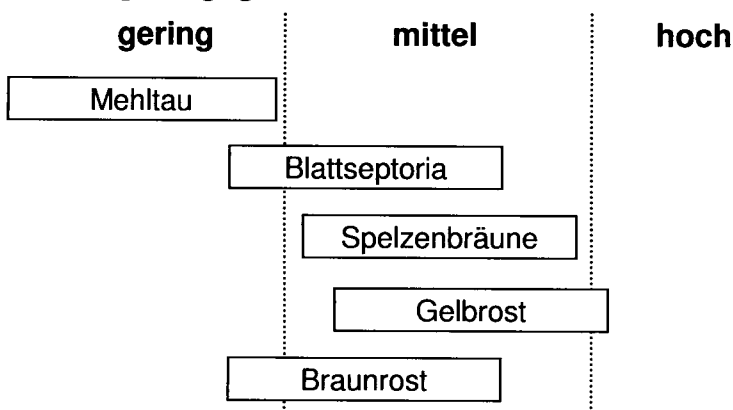 gering mittel hoch
Mehltau
Blattseptoria
Spelzenbräune
Gelbrost
Braunrost